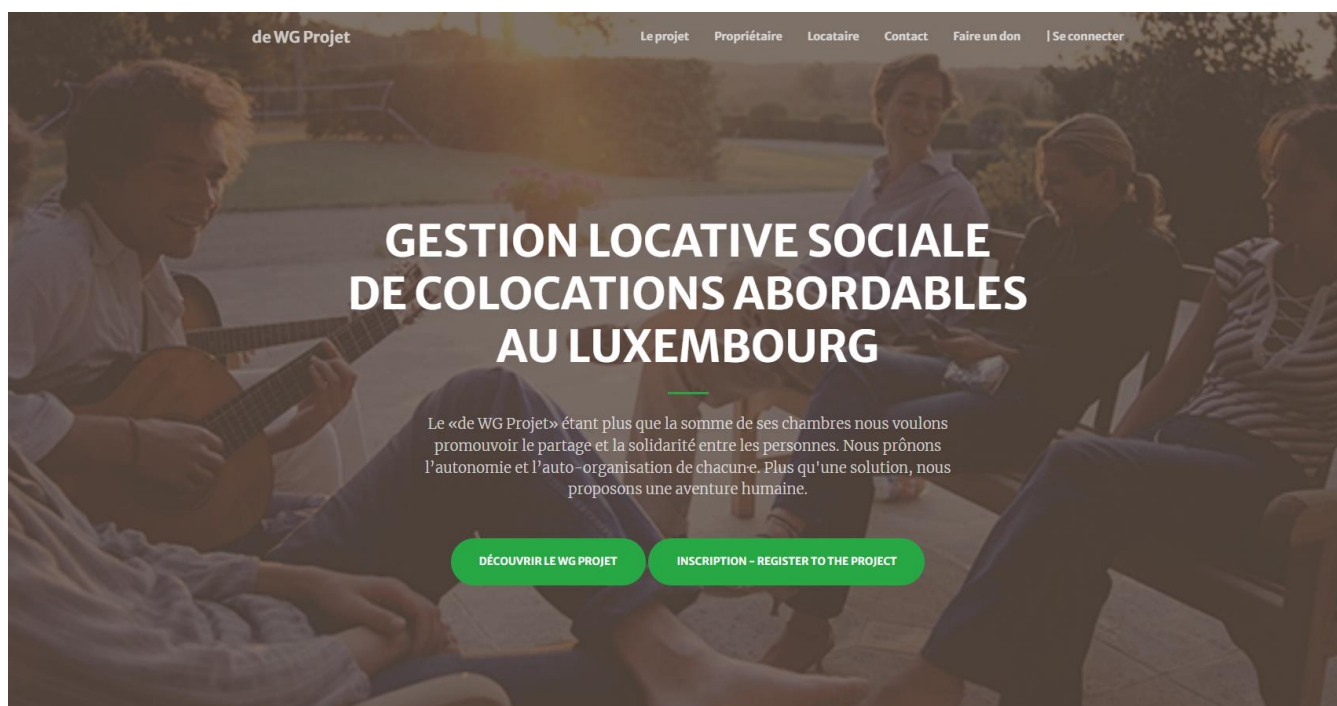 de WG Projet
Le projet Propriétaire Locataire Contact Faire un don | Se connecter
GESTION LOCATIVE SOCIALE
DE COLOCATIONS ABORDABLES
AU LUXEMBOURG
Le «de WG Projet» étant plus que la somme de ses chambres nous voulons
promouvoir le partage et la solidarité entre les personnes. Nous prônons
l’autonomie et l’auto-organisation de chacun·e. Plus qu'une solution, nous
proposons une aventure humaine.
DÉCOUVRIR LE WG PROJET
INSCRIPTION - REGISTER TO THE PROJECT